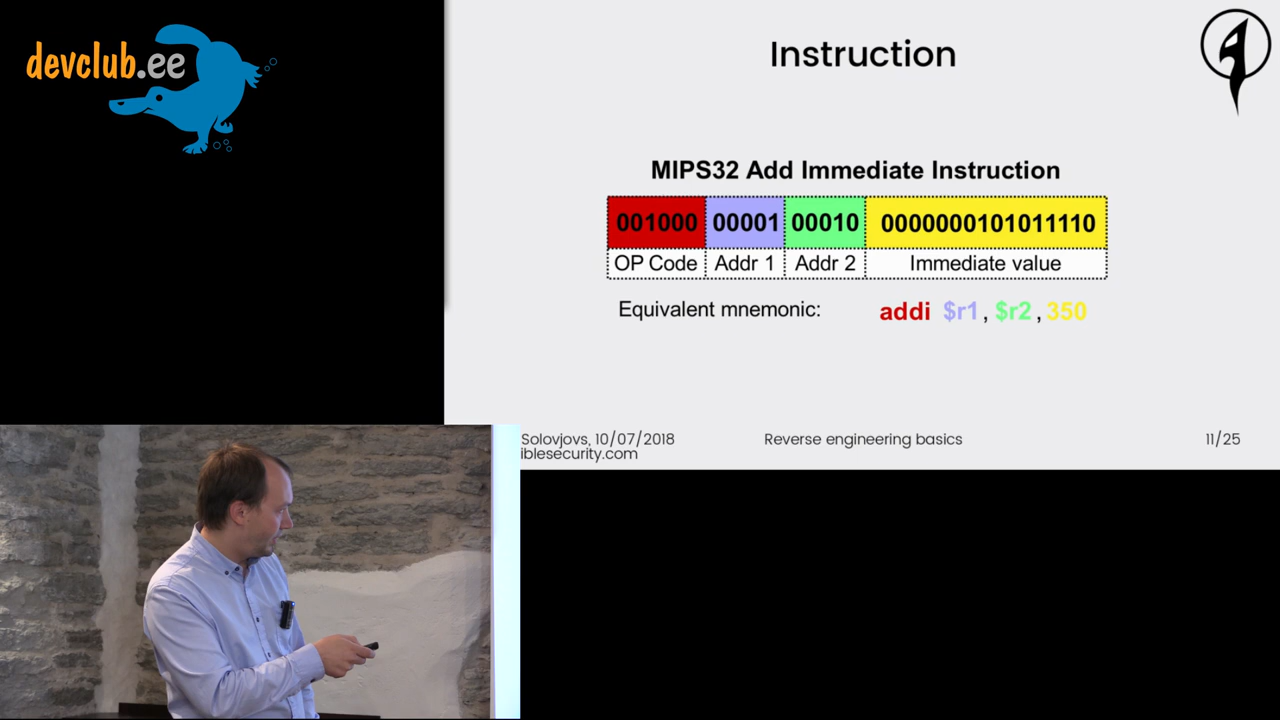 devclub.ee
Instruction
MIPS32 Add Immediate Instruction
001000 00001 00010 0000000101011110
OP Code Addr 1 Addr 2 Immediate value
Equivalent mnemonic: addi $r1 , $r2 , 350
Solovjovs, 10/07/2018 Reverse engineering basics 11/25
iblesecurity.com